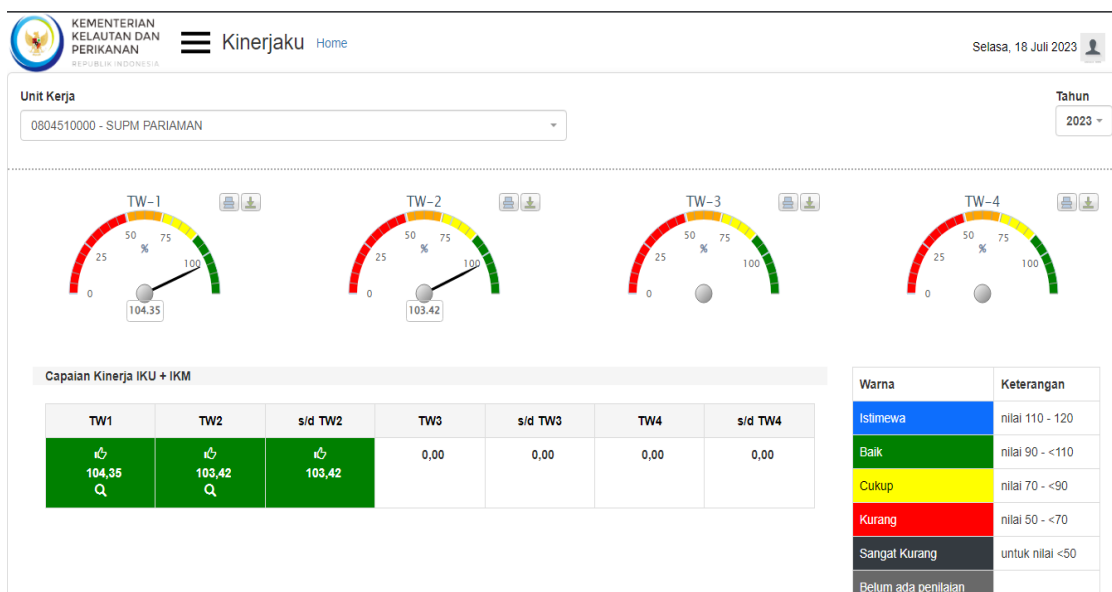 KEMENTERIAN
KELAUTAN DAN
PERIKANAN
REPUBLIK INDONESIA
Kinerjaku Home
Selasa, 18 Juli 2023
Unit Kerja
Tahun
0804510000 - SUPM PARIAMAN
2023
TW-1
0 25 50 75 100
%
104.35
TW-2
0 25 50 75 100
%
103.42
TW-3
0 25 50 75 100
%
TW-4
0 25 50 75 100
%
Capaian Kinerja IKU + IKM
TW1 TW2 s/d TW2 TW3 s/d TW3 TW4 s/d TW4
104,35 103,42 103,42 0,00 0,00 0,00 0,00
Warna Keterangan
Istimewa nilai 110 - 120
Baik nilai 90 - <110
Cukup nilai 70 - <90
Kurang nilai 50 - <70
Sangat Kurang untuk nilai <50
Belum ada penilaian